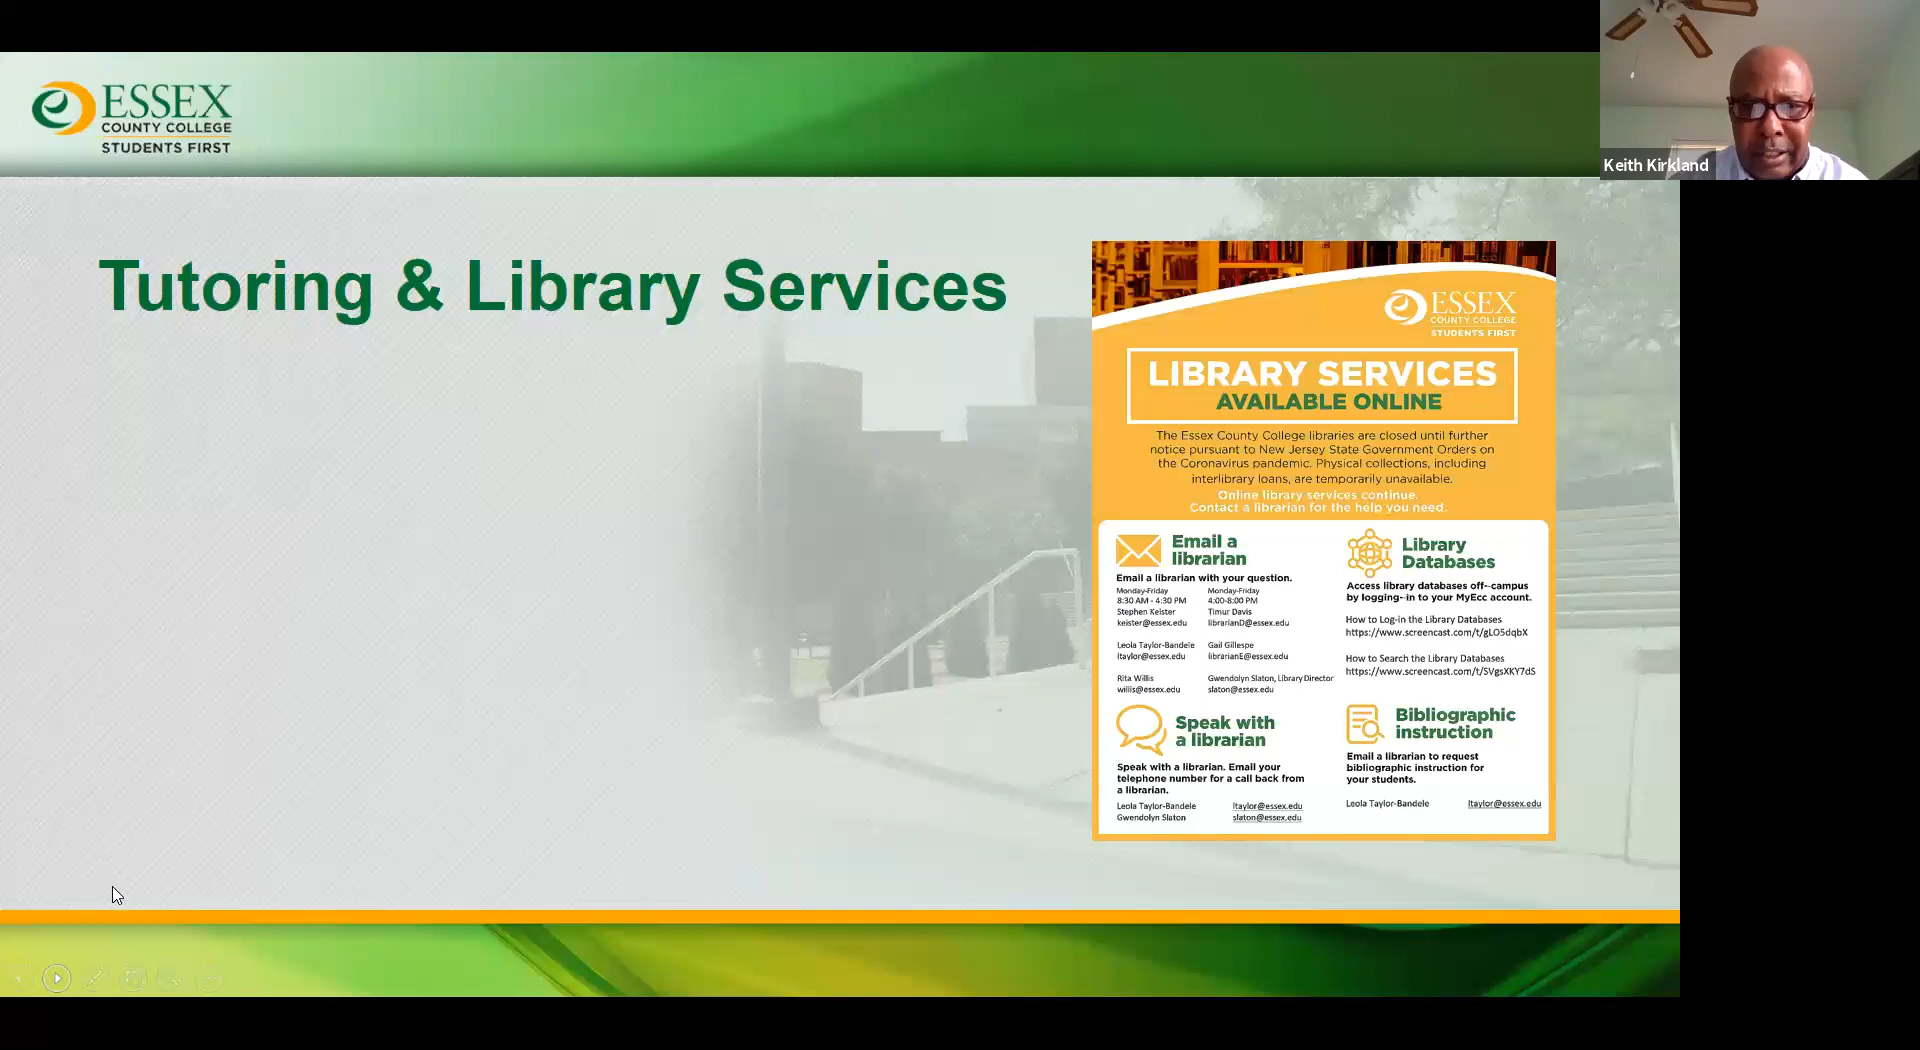 ESSEX
COUNTY COLLEGE
STUDENTS FIRST
Keith Kirkland
Tutoring & Library Services
ESSEX
COUNTY COLLEGE
STUDENTS FIRST
LIBRARY SERVICES
AVAILABLE ONLINE
The Essex County College libraries are closed until further
notice pursuant to New Jersey State Government Orders on
the Coronavirus pandemic. Physical collections, including
interlibrary loans, are temporarily unavailable.
Online library services continue.
Contact a librarian for the help you need.
Email a
librarian
Email a librarian with your question.
Monday-Friday
8:30 AM - 4:30 PM
Stephen Keister
keister@essex.edu
Leola Taylor-Bandele
ltaylor@essex.edu
Rita Willis
willis@essex.edu
Monday-Friday
4:00-8:00 PM
Timur Davis
librarianD@essex.edu
Gail Gillespe
librarianE@essex.edu
Gwendolyn Slaton, Library Director
slaton@essex.edu
Library
Databases
Access library databases off--campus
by logging--in to your MyEcc account.
How to Log-in the Library Databases
https://www.screencast.com/t/gLO5dqbX
How to Search the Library Databases
https://www.screencast.com/t/SVgsXKY7dS
Speak with
a librarian
Speak with a librarian. Email your
telephone number for a call back from
a librarian.
Leola Taylor-Bandele ltaylor@essex.edu
Gwendolyn Slaton slaton@essex.edu
Bibliographic
instruction
Email a librarian to request
bibliographic instruction for
your students.
Leola Taylor-Bandele ltaylor@essex.edu